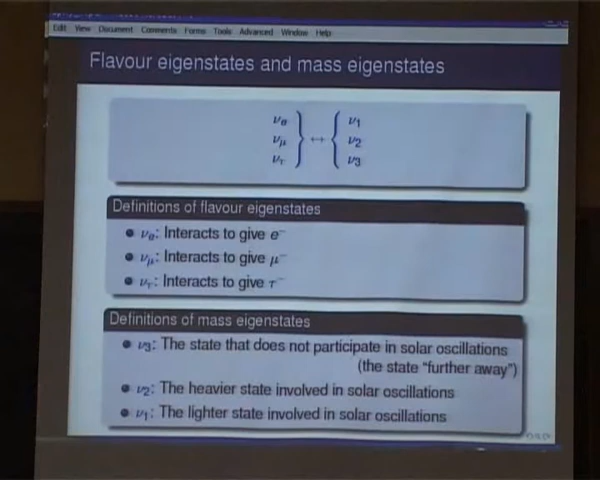 Edit View Document Comments Forms Tools Advanced Window Help
Flavour eigenstates and mass eigenstates
νe
νμ
ντ
} ↔ {
ν1
ν2
ν3
Definitions of flavour eigenstates
● νe: Interacts to give e⁻
● νμ: Interacts to give μ⁻
● ντ: Interacts to give τ⁻
Definitions of mass eigenstates
● ν3: The state that does not participate in solar oscillations
(the state "further away")
● ν2: The heavier state involved in solar oscillations
● ν1: The lighter state involved in solar oscillations